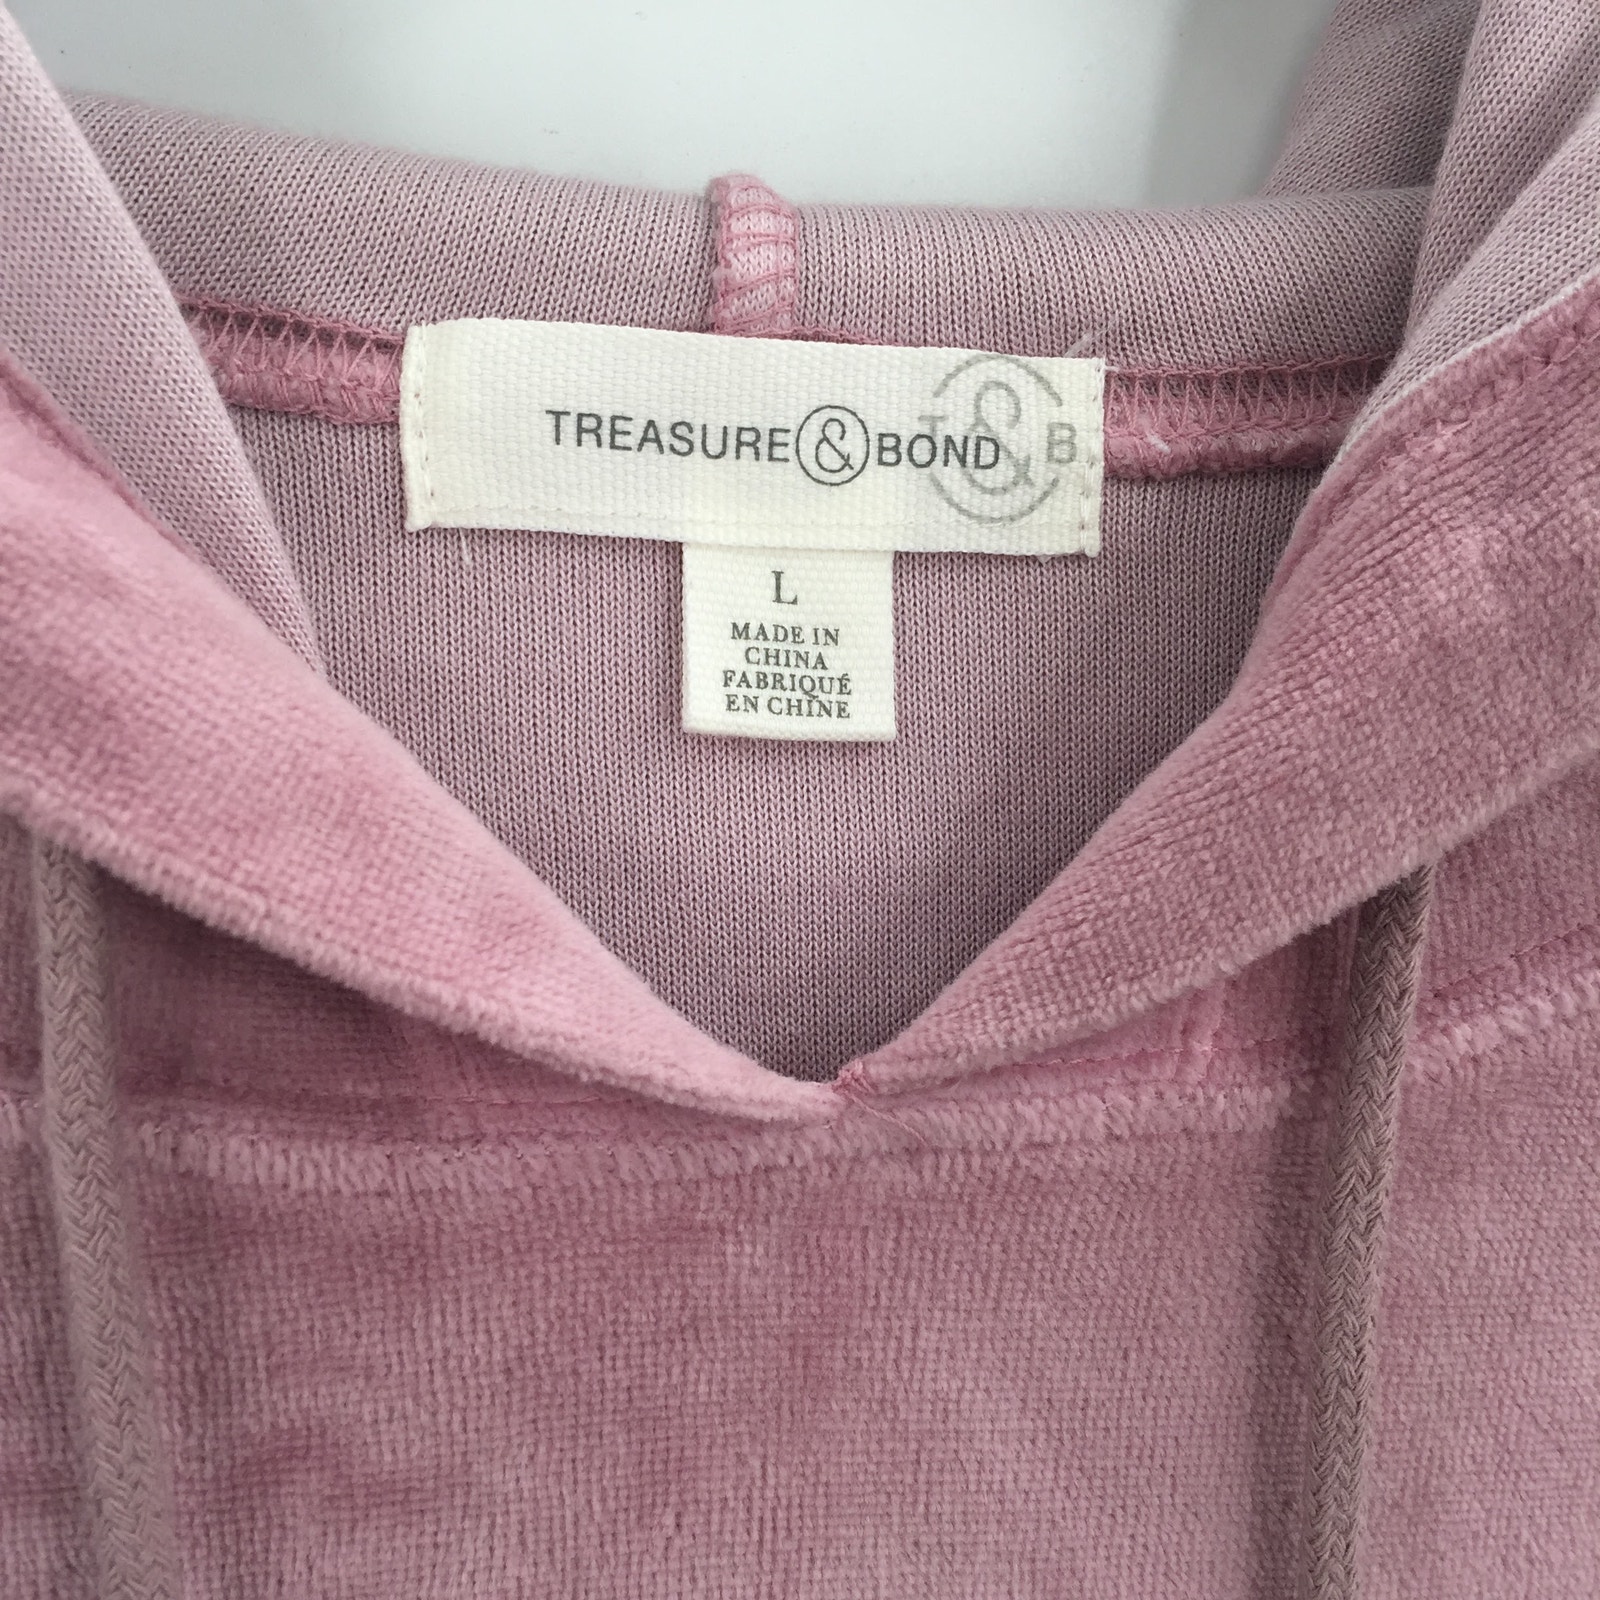 TREASURE & BOND
T & B
L
MADE IN
CHINA
FABRIQUÉ
EN CHINE